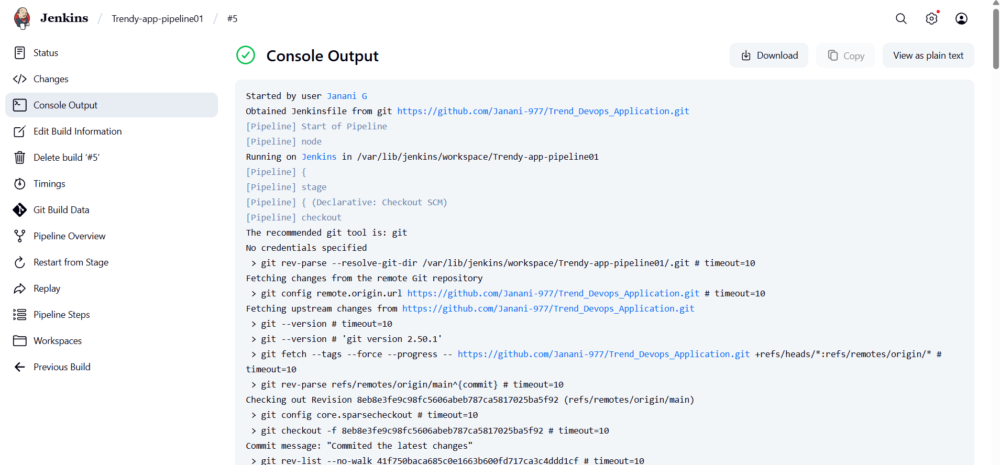 Jenkins / Trendy-app-pipeline01 / #5
Status
Changes
Console Output
Edit Build Information
Delete build ‘#5’
Timings
Git Build Data
Pipeline Overview
Restart from Stage
Replay
Pipeline Steps
Workspaces
Previous Build
Console Output
Download
Copy
View as plain text
Started by user Janani G
Obtained Jenkinsfile from git https://github.com/Janani-977/Trend_Devops_Application.git
[Pipeline] Start of Pipeline
[Pipeline] node
Running on Jenkins in /var/lib/jenkins/workspace/Trendy-app-pipeline01
[Pipeline] {
[Pipeline] stage
[Pipeline] { (Declarative: Checkout SCM)
[Pipeline] checkout
The recommended git tool is: git
No credentials specified
> git rev-parse --resolve-git-dir /var/lib/jenkins/workspace/Trendy-app-pipeline01/.git # timeout=10
Fetching changes from the remote Git repository
> git config remote.origin.url https://github.com/Janani-977/Trend_Devops_Application.git # timeout=10
Fetching upstream changes from https://github.com/Janani-977/Trend_Devops_Application.git
> git --version # timeout=10
> git --version # 'git version 2.50.1'
> git fetch --tags --force --progress -- https://github.com/Janani-977/Trend_Devops_Application.git +refs/heads/*:refs/remotes/origin/* #
timeout=10
> git rev-parse refs/remotes/origin/main^{commit} # timeout=10
Checking out Revision 8eb8e3fe9c98fc5606abeb787ca5817025ba5f92 (refs/remotes/origin/main)
> git config core.sparsecheckout # timeout=10
> git checkout -f 8eb8e3fe9c98fc5606abeb787ca5817025ba5f92 # timeout=10
Commit message: "Commited the latest changes"
> git rev-list --no-walk 41f750baca685c0e1663b600fd717ca3c4ddd1cf # timeout=10